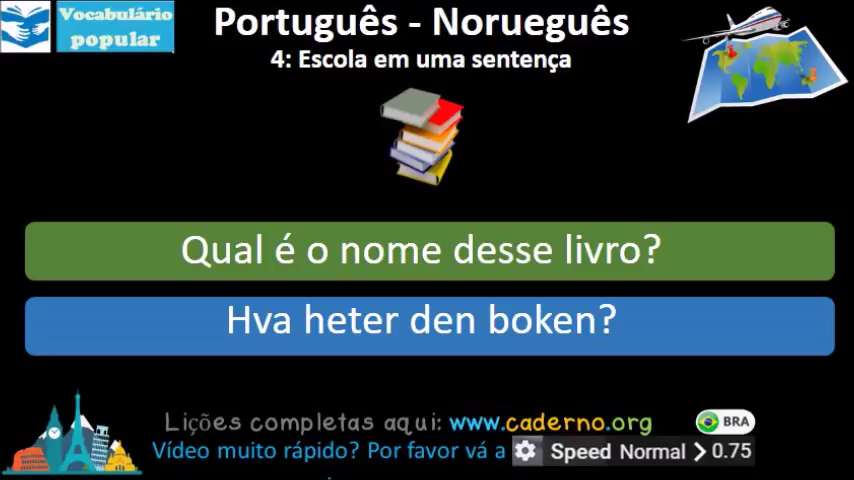 Vocabulário
popular
Português - Norueguês
4: Escola em uma sentença
Qual é o nome desse livro?
Hva heter den boken?
Lições completas aqui: www.caderno.org BRA
Vídeo muito rápido? Por favor vá a Speed Normal > 0.75